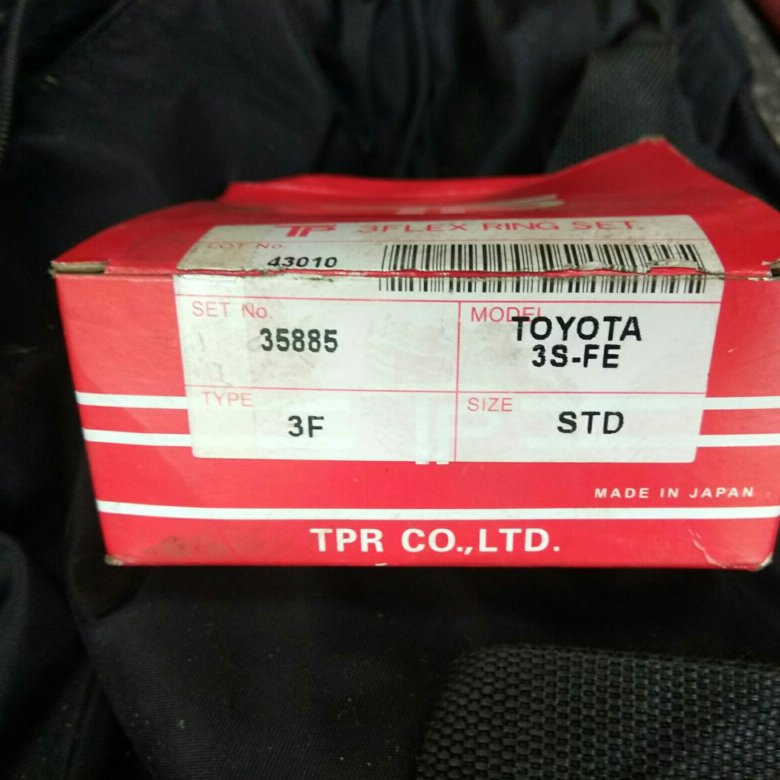 TP 3FLEX RING SET.
LOT No.
43010
SET No.
35885
MODEL
TOYOTA
3S-FE
TYPE
3F
SIZE
STD
MADE IN JAPAN
TPR CO.,LTD.